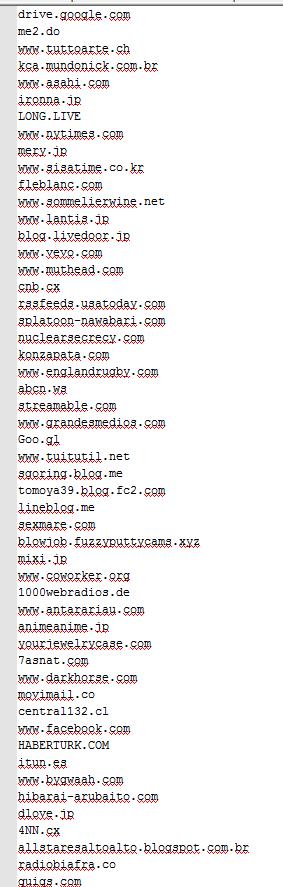 drive.google.com
me2.do
www.tuttoarte.ch
kca.mundonick.com.br
www.asahi.com
ironna.jp
LONG.LIVE
www.nytimes.com
mery.jp
www.sisatime.co.kr
fleblanc.com
www.sommelierwine.net
www.lantis.jp
blog.livedoor.jp
www.vevo.com
www.muthead.com
cnb.cx
rssfeeds.usatoday.com
splatoon-nawabari.com
nuclearsecrecy.com
konzapata.com
www.englandrugby.com
abcn.ws
streamable.com
www.grandesmedios.com
Goo.gl
www.tuitutil.net
sgoring.blog.me
tomoya39.blog.fc2.com
lineblog.me
sexmare.com
blowjob.fuzzyputtycams.xyz
mixi.jp
www.coworker.org
1000webradios.de
www.antarariau.com
animeanime.jp
yourjewelrycase.com
7asnat.com
www.darkhorse.com
movimail.co
central132.cl
www.facebook.com
HABERTURK.COM
itun.es
www.bygwaah.com
hibarai-arubaito.com
dlove.jp
4NN.cx
allstaresaltoalto.blogspot.com.br
radiobiafra.co